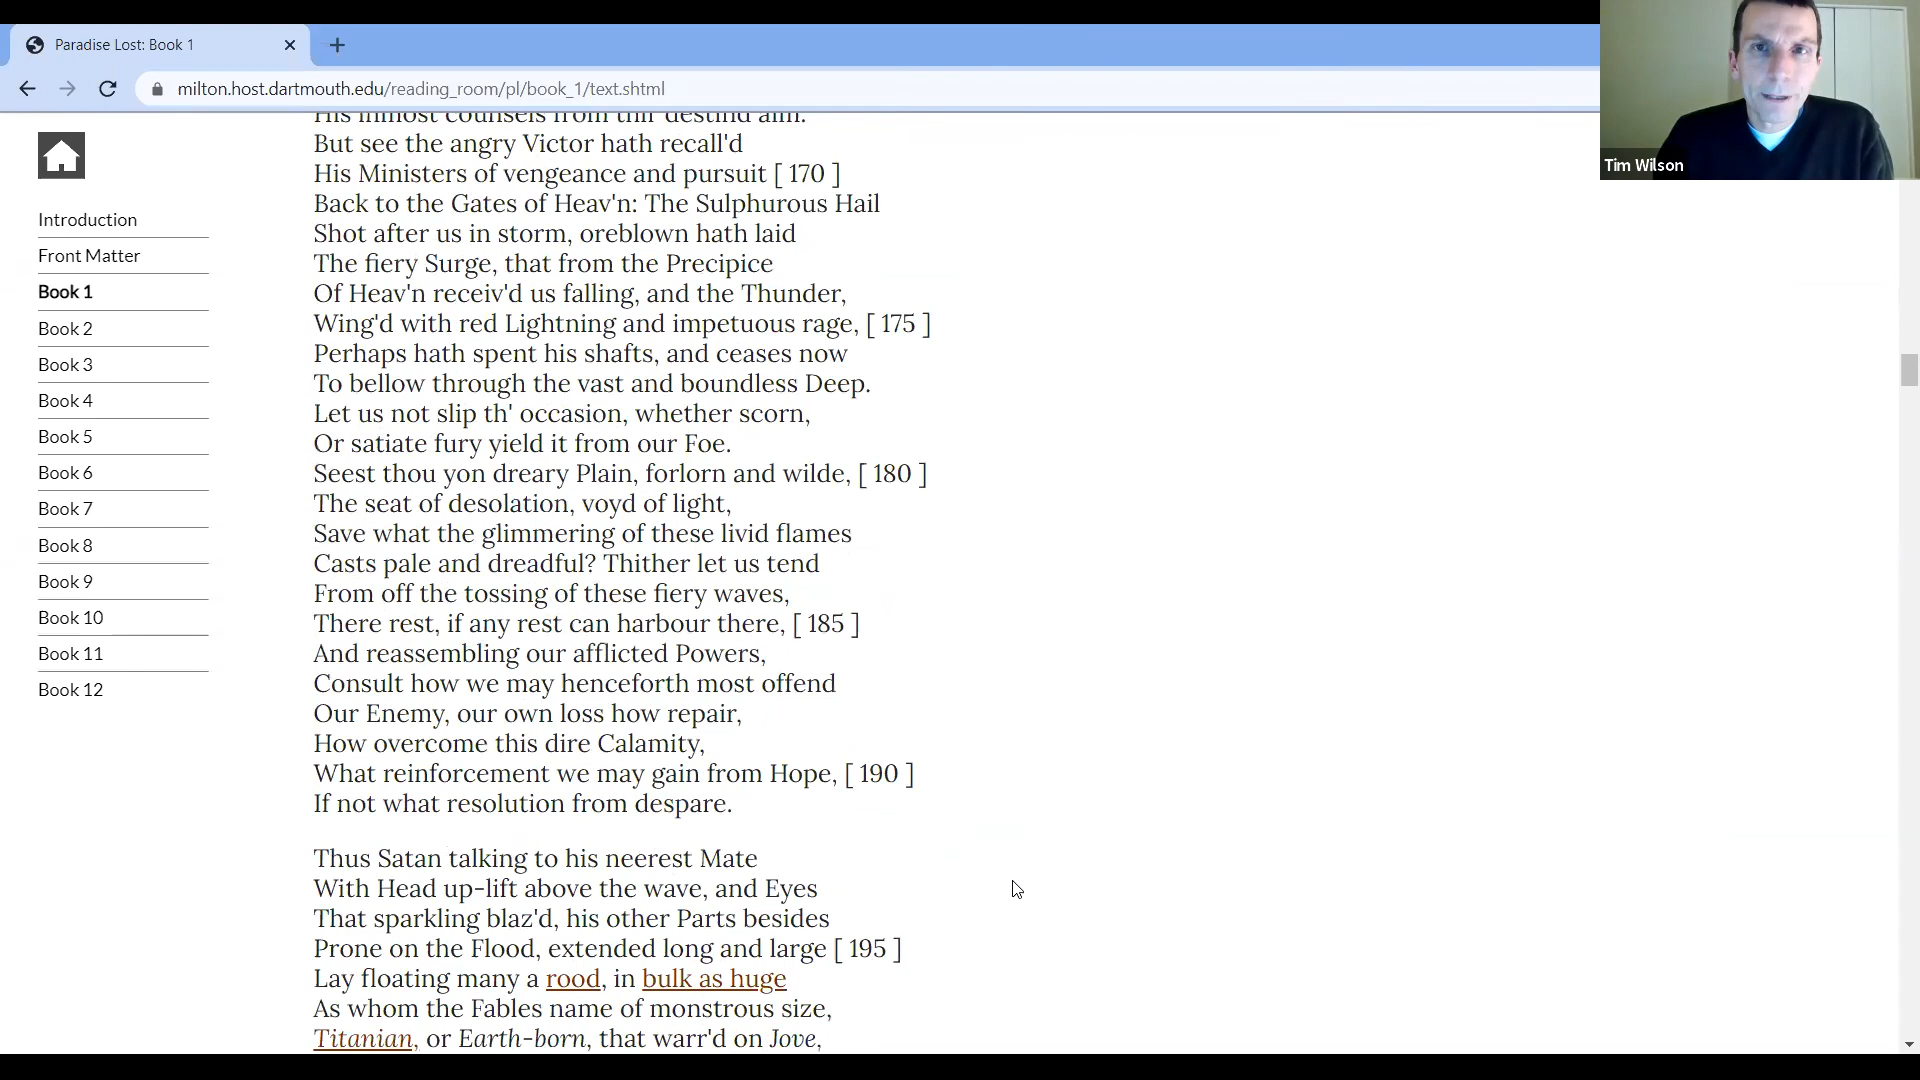 Paradise Lost: Book 1
milton.host.dartmouth.edu/reading_room/pl/book_1/text.shtml
Tim Wilson
Introduction
Front Matter
Book 1
Book 2
Book 3
Book 4
Book 5
Book 6
Book 7
Book 8
Book 9
Book 10
Book 11
Book 12
His inmost counsels from thir destind aim.
But see the angry Victor hath recall'd
His Ministers of vengeance and pursuit [ 170 ]
Back to the Gates of Heav'n: The Sulphurous Hail
Shot after us in storm, oreblown hath laid
The fiery Surge, that from the Precipice
Of Heav'n receiv'd us falling, and the Thunder,
Wing'd with red Lightning and impetuous rage, [ 175 ]
Perhaps hath spent his shafts, and ceases now
To bellow through the vast and boundless Deep.
Let us not slip th' occasion, whether scorn,
Or satiate fury yield it from our Foe.
Seest thou yon dreary Plain, forlorn and wilde, [ 180 ]
The seat of desolation, voyd of light,
Save what the glimmering of these livid flames
Casts pale and dreadful? Thither let us tend
From off the tossing of these fiery waves,
There rest, if any rest can harbour there, [ 185 ]
And reassembling our afflicted Powers,
Consult how we may henceforth most offend
Our Enemy, our own loss how repair,
How overcome this dire Calamity,
What reinforcement we may gain from Hope, [ 190 ]
If not what resolution from despare.
Thus Satan talking to his neerest Mate
With Head up-lift above the wave, and Eyes
That sparkling blaz'd, his other Parts besides
Prone on the Flood, extended long and large [ 195 ]
Lay floating many a rood, in bulk as huge
As whom the Fables name of monstrous size,
Titanian, or Earth-born, that warr'd on Jove,